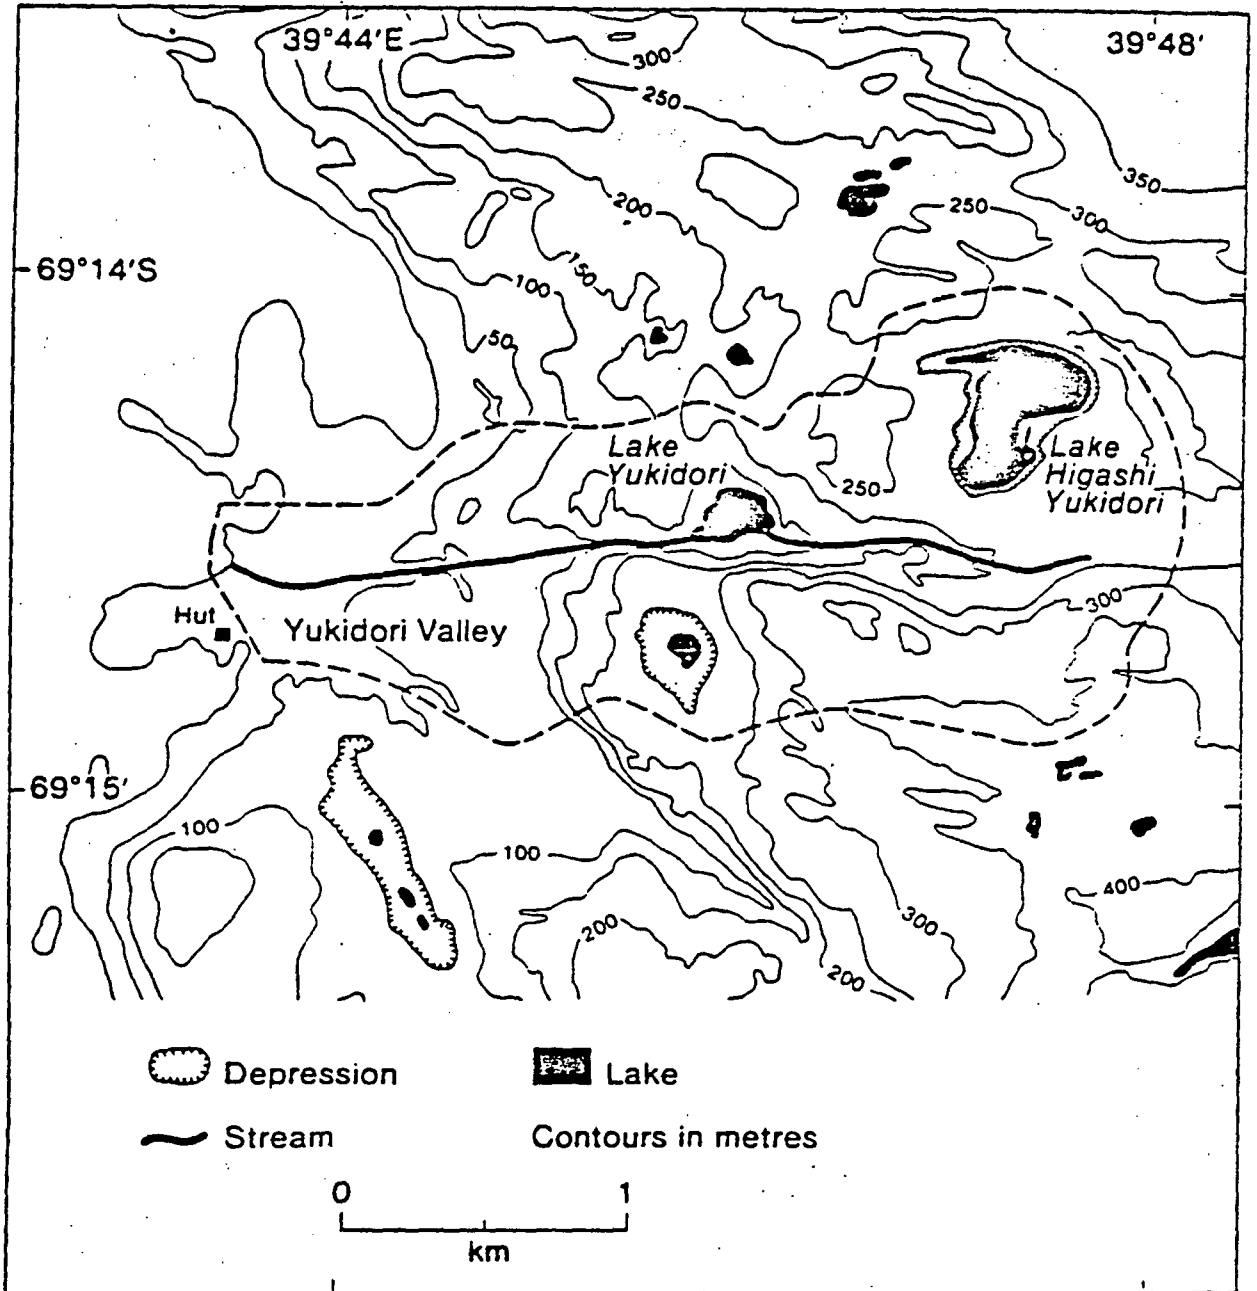 39°44'E
39°48'
300
250
350
200
250
300
69°14'S
150
100
50
Lake
Yukidori
Lake
Higashi
Yukidori
250
300
Hut
Yukidori Valley
69°15'
100
100
400
200
300
200
Depression
Lake
Stream
Contours in metres
0
1
km